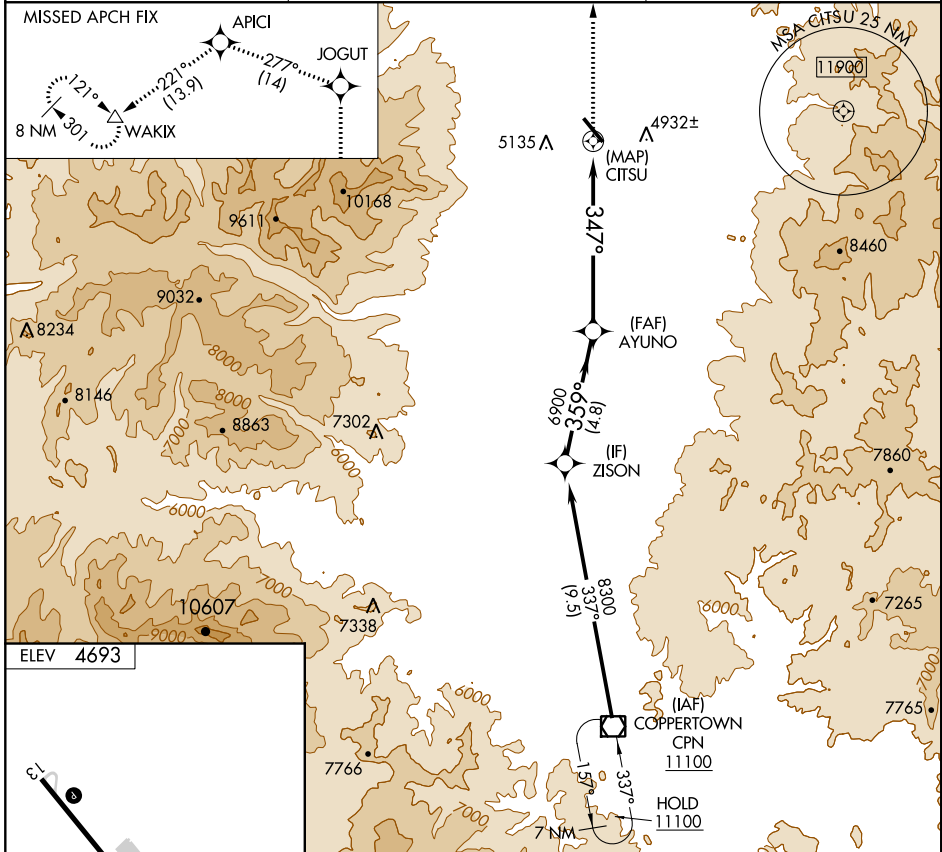 MISSED APCH FIX
APICI
JOGUT
277°
(14)
221°
(13.9)
121°
301
8 NM
WAKIX
MSA CITSU 25 NM
11900
5135
4932±
(MAP)
CITSU
347°
10168
9611
8460
9032
8234
(FAF)
AYUNO
8000
8146
8000
7000
8863
7302
6000
6900
359°
(4.8)
(IF)
ZISON
7860
6000
7000
8300
337°
(9.5)
10607
9000
7338
6000
7265
7000
ELEV 4693
6000
(IAF)
COPPERTOWN
CPN
11100
7765
7766
157°
337°
HOLD
11100
7 NM
7000
13
P